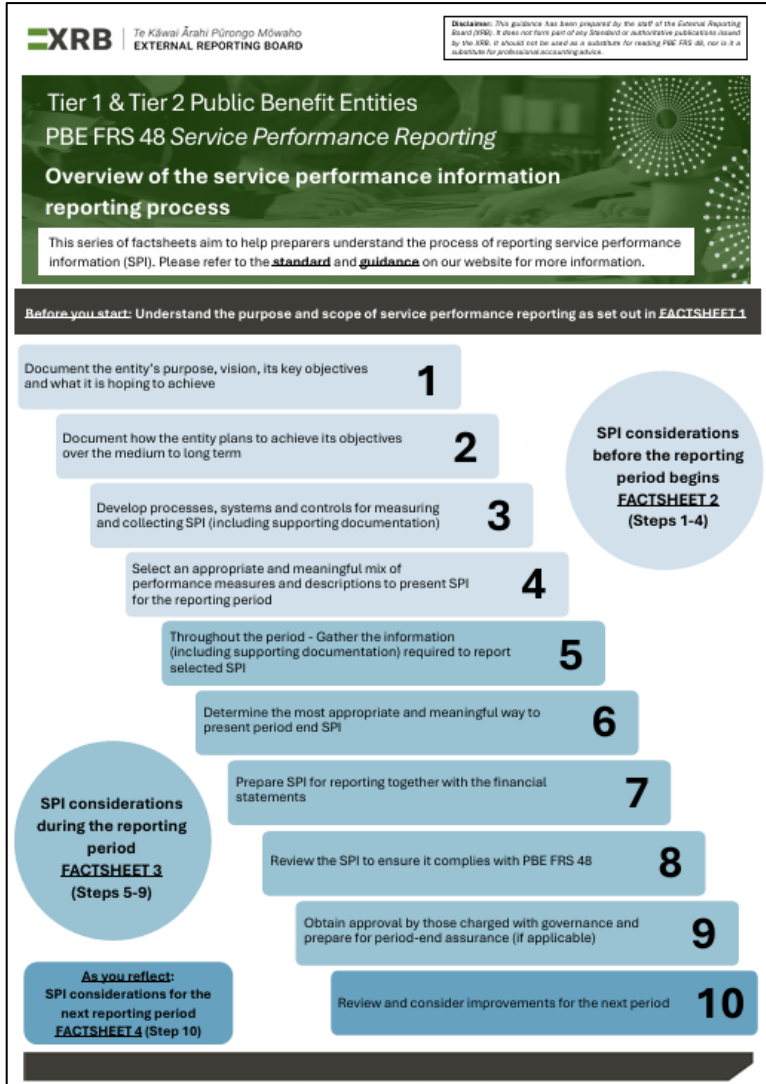 XRB
Te Kāwai Ārahi Pūrongo Mōwaho
EXTERNAL REPORTING BOARD
Disclaimer: This guidance has been prepared by the staff of the External Reporting
Board (XRB). It does not form part of any Standard or authoritative publications issued
by the XRB. It should not be used as a substitute for reading PBE FRS 48, nor is it a
substitute for professional accounting advice.
Tier 1 & Tier 2 Public Benefit Entities
PBE FRS 48 Service Performance Reporting
Overview of the service performance information
reporting process
This series of factsheets aim to help preparers understand the process of reporting service performance
information (SPI). Please refer to the standard and guidance on our website for more information.
Before you start: Understand the purpose and scope of service performance reporting as set out in FACTSHEET 1
Document the entity's purpose, vision, its key objectives
and what it is hoping to achieve
1
Document how the entity plans to achieve its objectives
over the medium to long term
2
Develop processes, systems and controls for measuring
and collecting SPI (including supporting documentation)
3
Select an appropriate and meaningful mix of
performance measures and descriptions to present SPI
for the reporting period
4
SPI considerations
before the reporting
period begins
FACTSHEET 2
(Steps 1-4)
Throughout the period - Gather the information
(including supporting documentation) required to report
selected SPI
5
Determine the most appropriate and meaningful way to
present period end SPI
6
Prepare SPI for reporting together with the financial
statements
7
Review the SPI to ensure it complies with PBE FRS 48
8
Obtain approval by those charged with governance and
prepare for period-end assurance (if applicable)
9
SPI considerations
during the reporting
period
FACTSHEET 3
(Steps 5-9)
As you reflect:
SPI considerations for the
next reporting period
FACTSHEET 4 (Step 10)
Review and consider improvements for the next period
10